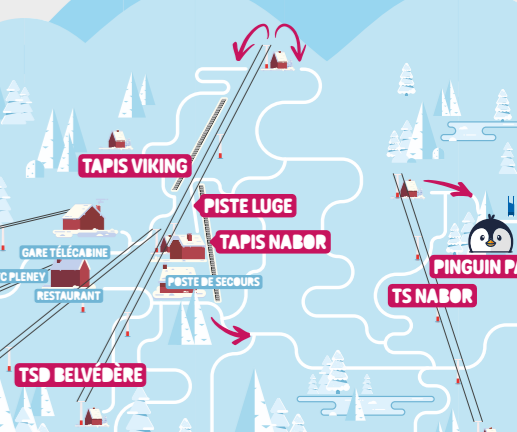 TAPIS VIKING
PISTE LUGE
TAPIS NABOR
GARE TÉLÉCABINE
PINGUIN PA
C PLENEY
POSTE DE SECOURS
RESTAURANT
TS NABOR
TSD BELVÉDÈRE